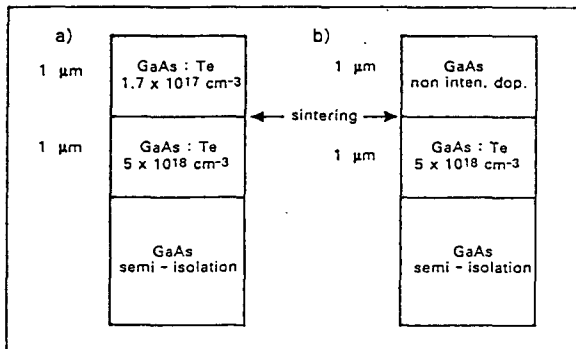 a)
1 μm
GaAs : Te
1.7 x 10¹⁷ cm⁻³
1 μm
GaAs : Te
5 x 10¹⁸ cm⁻³
GaAs
semi - isolation
sintering
b)
1 μm
GaAs
non inten. dop.
1 μm
GaAs : Te
5 x 10¹⁸ cm⁻³
GaAs
semi - isolation